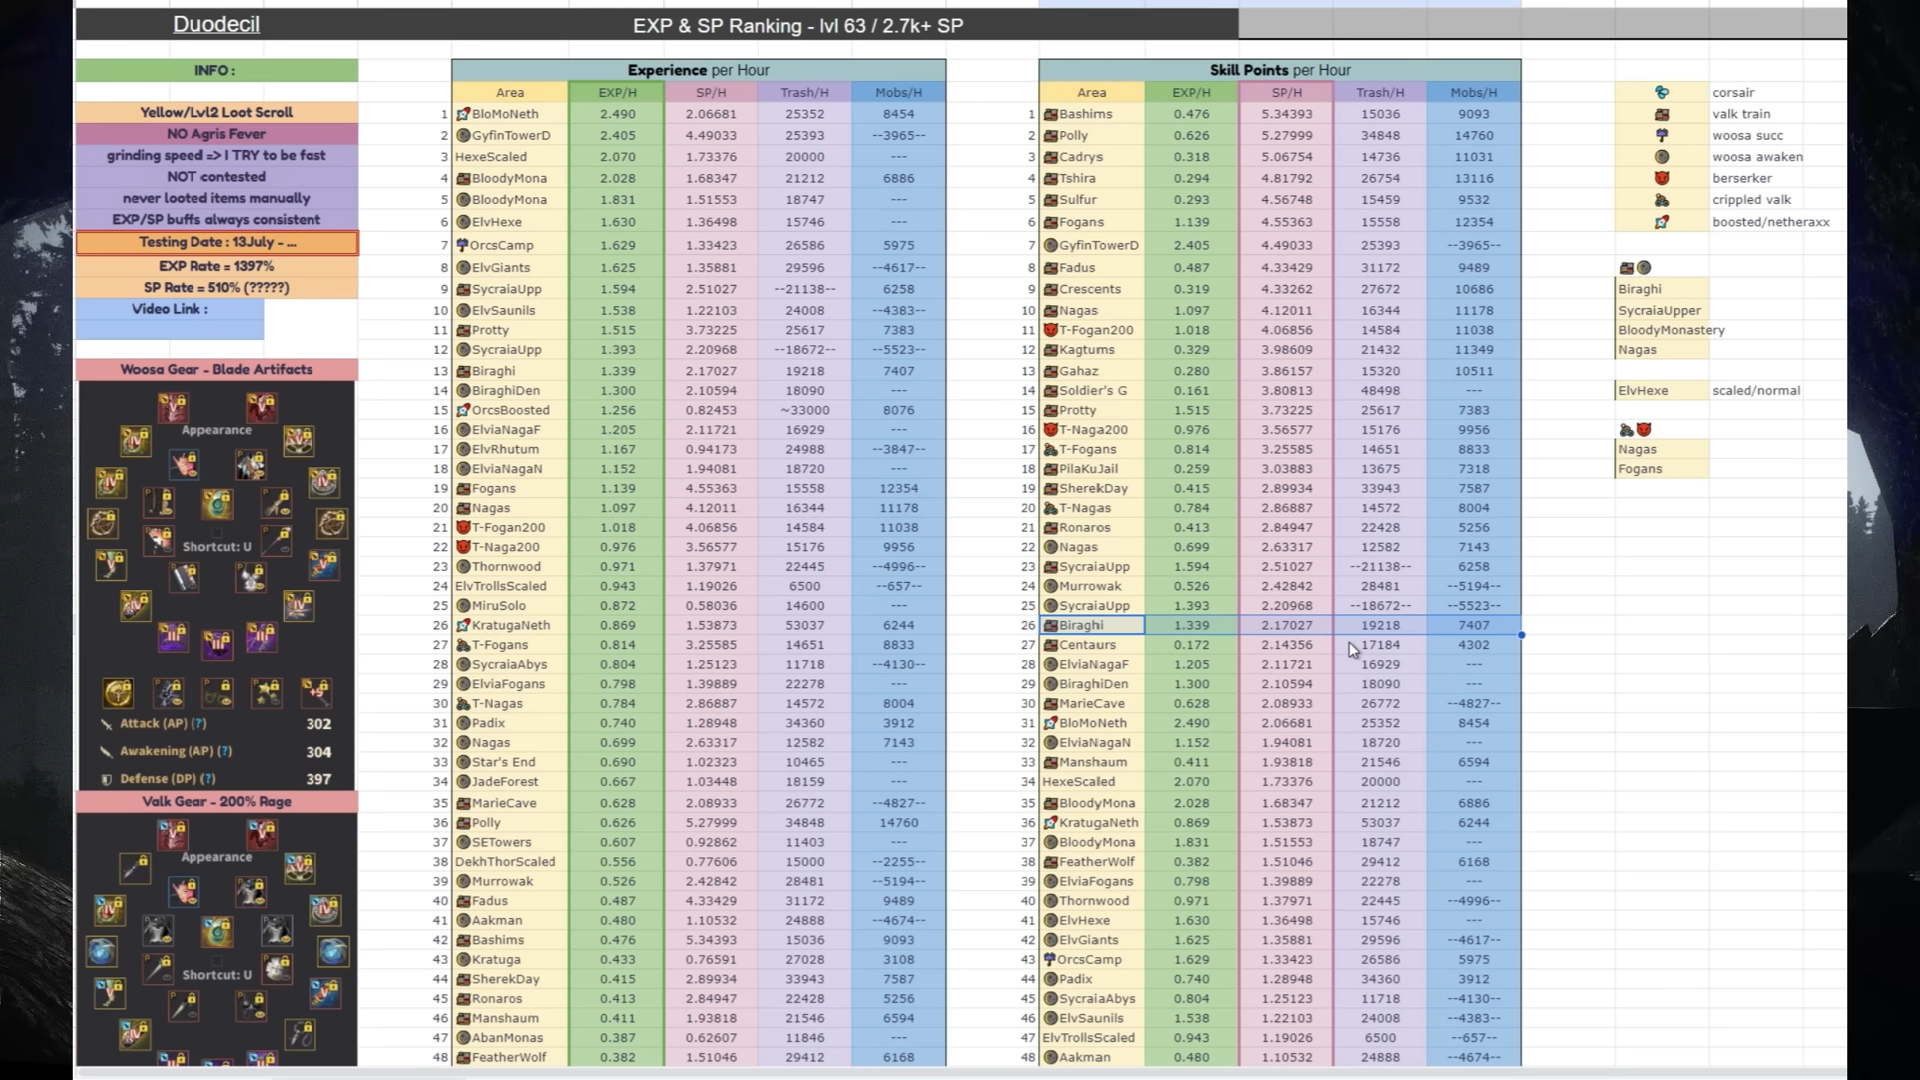 Duodecil
EXP & SP Ranking - lvl 63 / 2.7k+ SP
INFO :
Yellow/Lvl2 Loot Scroll
NO Agris Fever
grinding speed => I TRY to be fast
NOT contested
never looted items manually
EXP/SP buffs always consistent
Testing Date : 13July - ...
EXP Rate = 1397%
SP Rate = 510% (?????)
Video Link :
Woosa Gear - Blade Artifacts
Appearance
Shortcut: U
Attack (AP) (?) 302
Awakening (AP) (?) 304
Defense (DP) (?) 397
Valk Gear - 200% Rage
Appearance
Shortcut: U
Experience per Hour
Area EXP/H SP/H Trash/H Mobs/H
1 BloMoNeth 2.490 2.06681 25352 8454
2 GyfinTowerD 2.405 4.49033 25393 --3965--
3 HexeScaled 2.070 1.73376 20000 ---
4 BloodyMona 2.028 1.68347 21212 6886
5 BloodyMona 1.831 1.51553 18747 ---
6 ElvHexe 1.630 1.36498 15746 ---
7 OrcsCamp 1.629 1.33423 26586 5975
8 ElvGiants 1.625 1.35881 29596 --4617--
9 SycraiaUpp 1.594 2.51027 --21138-- 6258
10 ElvSaunils 1.538 1.22103 24008 --4383--
11 Protty 1.515 3.73225 25617 7383
12 SycraiaUpp 1.393 2.20968 --18672-- --5523--
13 Biraghi 1.339 2.17027 19218 7407
14 BiraghiDen 1.300 2.10594 18090 ---
15 OrcsBoosted 1.256 0.82453 ~33000 8076
16 ElviaNagaF 1.205 2.11721 16929 ---
17 ElvRhutum 1.167 0.94173 24988 --3847--
18 ElviaNagaN 1.152 1.94081 18720 ---
19 Fogans 1.139 4.55363 15558 12354
20 Nagas 1.097 4.12011 16344 11178
21 T-Fogan200 1.018 4.06856 14584 11038
22 T-Naga200 0.976 3.56577 15176 9956
23 Thornwood 0.971 1.37971 22445 --4996--
24 ElvTrollsScaled 0.943 1.19026 6500 --657--
25 MiruSolo 0.872 0.58036 14600 ---
26 KratugaNeth 0.869 1.53873 53037 6244
27 T-Fogans 0.814 3.25585 14651 8833
28 SycraiaAbys 0.804 1.25123 11718 --4130--
29 ElviaFogans 0.798 1.39889 22278 ---
30 T-Nagas 0.784 2.86887 14572 8004
31 Padix 0.740 1.28948 34360 3912
32 Nagas 0.699 2.63317 12582 7143
33 Star's End 0.690 1.02323 10465 ---
34 JadeForest 0.667 1.03448 18159 ---
35 MarieCave 0.628 2.08933 26772 --4827--
36 Polly 0.626 5.27999 34848 14760
37 SETowers 0.607 0.92862 11403 ---
38 DekhThorScaled 0.556 0.77606 15000 --2255--
39 Murrowak 0.526 2.42842 28481 --5194--
40 Fadus 0.487 4.33429 31172 9489
41 Aakman 0.480 1.10532 24888 --4674--
42 Bashims 0.476 5.34393 15036 9093
43 Kratuga 0.433 0.76591 27028 3108
44 SherekDay 0.415 2.89934 33943 7587
45 Ronaros 0.413 2.84947 22428 5256
46 Manshaum 0.411 1.93818 21546 6594
47 AbanMonas 0.387 0.62607 11846 ---
48 FeatherWolf 0.382 1.51046 29412 6168
Skill Points per Hour
Area EXP/H SP/H Trash/H Mobs/H
1 Bashims 0.476 5.34393 15036 9093
2 Polly 0.626 5.27999 34848 14760
3 Cadrys 0.318 5.06754 14736 11031
4 Tshira 0.294 4.81792 26754 13116
5 Sulfur 0.293 4.56748 15459 9532
6 Fogans 1.139 4.55363 15558 12354
7 GyfinTowerD 2.405 4.49033 25393 --3965--
8 Fadus 0.487 4.33429 31172 9489
9 Crescents 0.319 4.33262 27672 10686
10 Nagas 1.097 4.12011 16344 11178
11 T-Fogan200 1.018 4.06856 14584 11038
12 Kagtums 0.329 3.98609 21432 11349
13 Gahaz 0.280 3.86157 15320 10511
14 Soldier's G 0.161 3.80813 48498 ---
15 Protty 1.515 3.73225 25617 7383
16 T-Naga200 0.976 3.56577 15176 9956
17 T-Fogans 0.814 3.25585 14651 8833
18 PilaKuJail 0.259 3.03883 13675 7318
19 SherekDay 0.415 2.89934 33943 7587
20 T-Nagas 0.784 2.86887 14572 8004
21 Ronaros 0.413 2.84947 22428 5256
22 Nagas 0.699 2.63317 12582 7143
23 SycraiaUpp 1.594 2.51027 --21138-- 6258
24 Murrowak 0.526 2.42842 28481 --5194--
25 SycraiaUpp 1.393 2.20968 --18672-- --5523--
26 Biraghi 1.339 2.17027 19218 7407
27 Centaurs 0.172 2.14356 17184 4302
28 ElviaNagaF 1.205 2.11721 16929 ---
29 BiraghiDen 1.300 2.10594 18090 ---
30 MarieCave 0.628 2.08933 26772 --4827--
31 BloMoNeth 2.490 2.06681 25352 8454
32 ElviaNagaN 1.152 1.94081 18720 ---
33 Manshaum 0.411 1.93818 21546 6594
34 HexeScaled 2.070 1.73376 20000 ---
35 BloodyMona 2.028 1.68347 21212 6886
36 KratugaNeth 0.869 1.53873 53037 6244
37 BloodyMona 1.831 1.51553 18747 ---
38 FeatherWolf 0.382 1.51046 29412 6168
39 ElviaFogans 0.798 1.39889 22278 ---
40 Thornwood 0.971 1.37971 22445 --4996--
41 ElvHexe 1.630 1.36498 15746 ---
42 ElvGiants 1.625 1.35881 29596 --4617--
43 OrcsCamp 1.629 1.33423 26586 5975
44 Padix 0.740 1.28948 34360 3912
45 SycraiaAbys 0.804 1.25123 11718 --4130--
46 ElvSaunils 1.538 1.22103 24008 --4383--
47 ElvTrollsScaled 0.943 1.19026 6500 --657--
48 Aakman 0.480 1.10532 24888 --4674--
corsair
valk train
woosa succ
woosa awaken
berserker
crippled valk
boosted/netheraxx
Biraghi
SycraiaUpper
BloodyMonastery
Nagas
ElvHexe scaled/normal
Nagas
Fogans